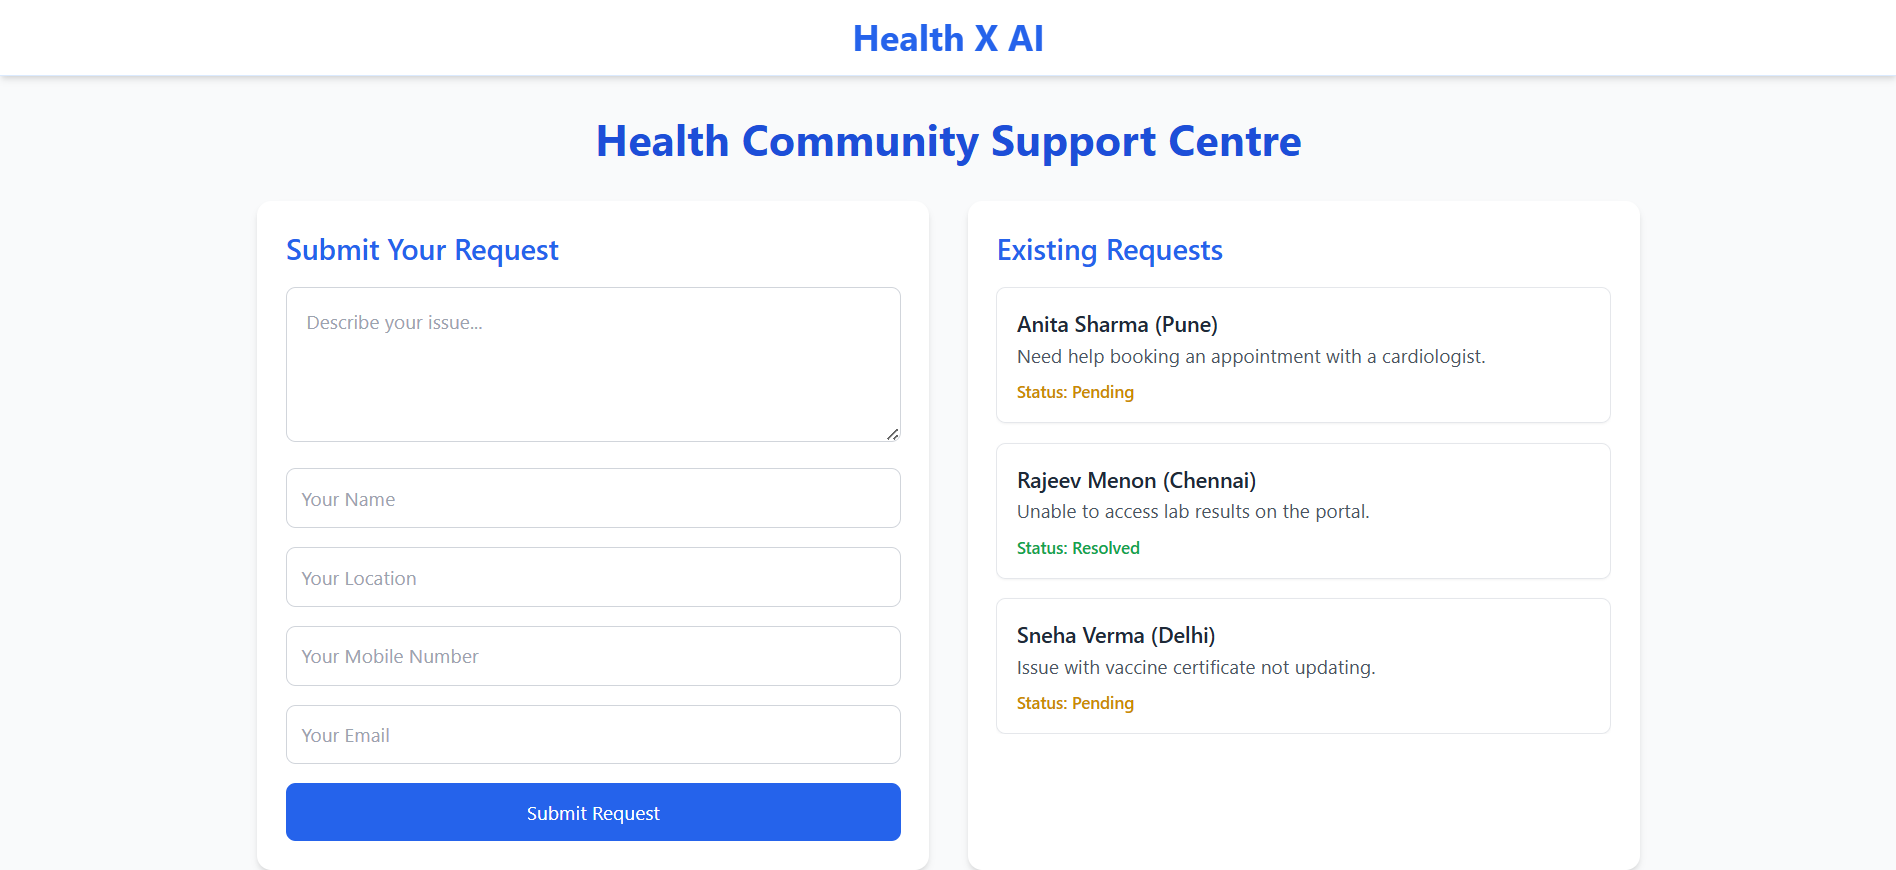 Health X AI
Health Community Support Centre
Submit Your Request
Describe your issue...
Your Name
Your Location
Your Mobile Number
Your Email
Submit Request
Existing Requests
Anita Sharma (Pune)
Need help booking an appointment with a cardiologist.
Status: Pending
Rajeev Menon (Chennai)
Unable to access lab results on the portal.
Status: Resolved
Sneha Verma (Delhi)
Issue with vaccine certificate not updating.
Status: Pending